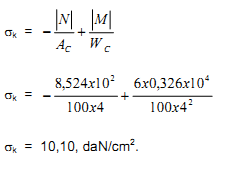 σk = − |N|/Ac + |M|/Wc
σk = − 8,524x10²/100x4 + 6x0,326x10⁴/100x4²
σk = 10,10, daN/cm².